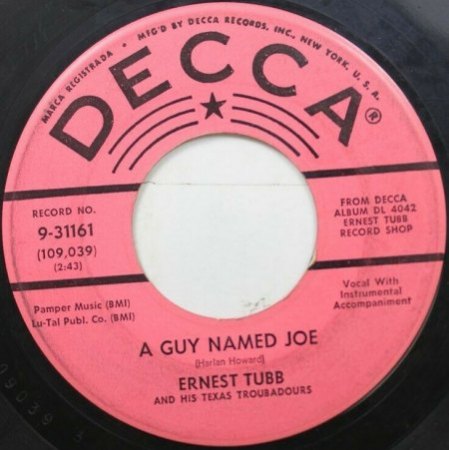 MARCA REGISTRADA • MFG'D BY DECCA RECORDS, INC., NEW YORK, U. S. A.
DECCA®
RECORD NO.
9-31161
(109,039)
(2:43)
FROM DECCA
ALBUM DL 4042
ERNEST TUBB
RECORD SHOP
Pamper Music (BMI)
Lu-Tal Publ. Co. (BMI)
Vocal With
Instrumental
Accompaniment
A GUY NAMED JOE
(Harlan Howard)
ERNEST TUBB
AND HIS TEXAS TROUBADOURS